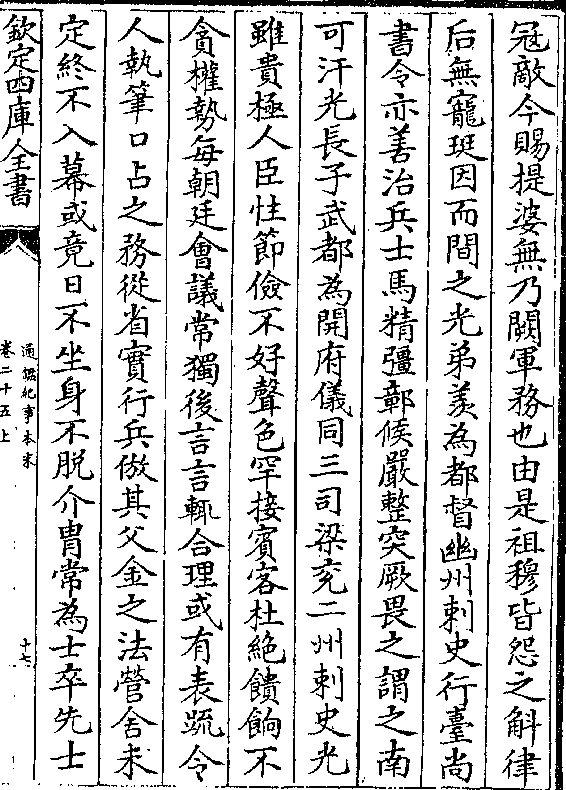 冦敵今賜提婆無乃闕軍務也由是祖穆皆怨之斛律
后無寵珽因而間之光弟羨為都督幽州刺史行臺尚
書令亦善治兵士馬精彊鄣候嚴整突厥畏之謂之南
可汗光長子武都為開府儀同三司梁兖二州刺史光
雖貴極人臣性節儉不好聲色罕接賓客杜絶饋餉不
貪權勢每朝廷會議常獨後言言輒合理或有表疏令
人執筆口占之務從省實行兵倣其父金之法營舍未
定終不入幕或竟日不坐身不脱介胄常為士卒先士
欽定四庫全書
通鑑紀事本末
卷二十五上
十七